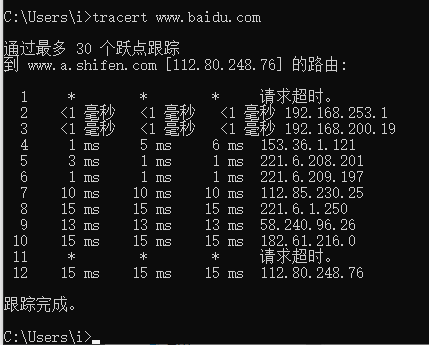 C:\Users\i>tracert www.baidu.com
通过最多 30 个跃点跟踪
到 www.a.shifen.com [112.80.248.76] 的路由:
1 * * * 请求超时。
2 <1 毫秒 <1 毫秒 <1 毫秒 192.168.253.1
3 <1 毫秒 <1 毫秒 <1 毫秒 192.168.200.19
4 1 ms 5 ms 6 ms 153.36.1.121
5 3 ms 1 ms 1 ms 221.6.208.201
6 1 ms 1 ms 1 ms 221.6.209.197
7 10 ms 10 ms 10 ms 112.85.230.25
8 15 ms 15 ms 15 ms 221.6.1.250
9 13 ms 13 ms 13 ms 58.240.96.26
10 15 ms 15 ms 15 ms 182.61.216.0
11 * * * 请求超时。
12 15 ms 15 ms 15 ms 112.80.248.76
跟踪完成。
C:\Users\i>